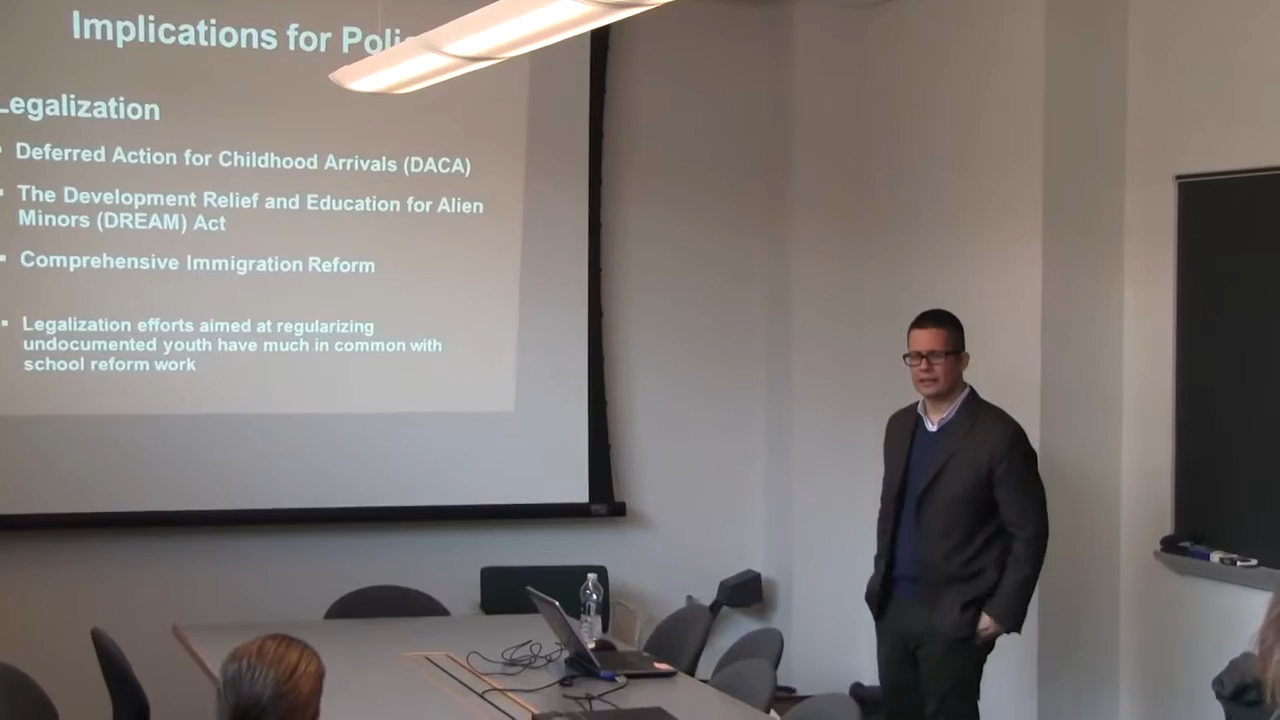 Implications for
Legalization
Deferred Action for Childhood Arrivals (DACA)
The Development Relief and Education for Alien
Minors (DREAM) Act
Comprehensive Immigration Reform
Legalization efforts aimed at regularizing
undocumented youth have much in common with
school reform work